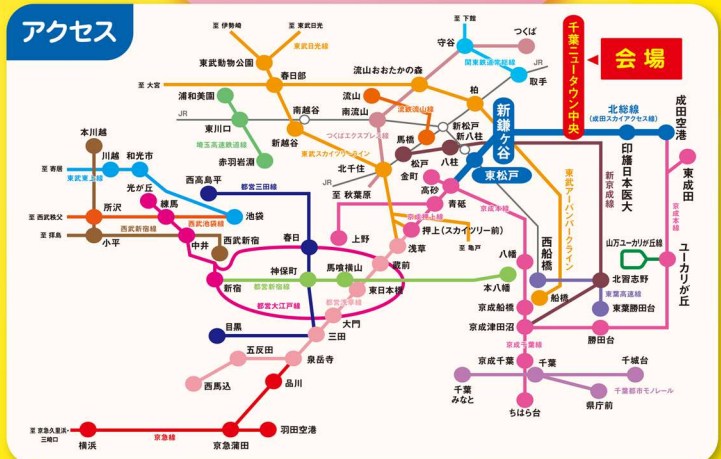 アクセス
至 伊勢崎
至 東武日光
東武日光線
東武動物公園
至 大宮
春日部
流山おおたかの森
至 下館
守谷
つくば
関東鉄道常総線
取手
JR
千葉ニュータウン中央
会場
浦和美園
JR
南越谷
流山
南流山
流鉄流山線
柏
新松戸
新八柱
新鎌ヶ谷
北総線
(成田スカイアクセス線)
成田空港
東川口
新越谷
つくばエクスプレス線
馬橋
松戸
八柱
東松戸
印旛日本医大
東成田
埼玉高速鉄道線
赤羽岩淵
東武スカイツリーライン
北千住
JR
至 秋葉原
金町
高砂
青砥
京成本線
新京成線
東武アーバンパークライン
京成本線
本川越
至 寄居
川越
和光市
東武東上線
光が丘
西高島平
都営三田線
所沢
練馬
至 西武秩父
西武池袋線
池袋
至 拝島
小平
西武新宿線
中井
西武新宿
春日
上野
京成押上線
押上(スカイツリー前)
至 亀戸
浅草
蔵前
八幡
西船橋
山万ユーカリが丘線
ユーカリが丘
新宿
神保町
都営新宿線
馬喰横山
東日本橋
本八幡
都営大江戸線
都営浅草線
京成船橋
船橋
北習志野
東葉高速線
東葉勝田台
目黒
三田
大門
京成津田沼
勝田台
五反田
泉岳寺
西馬込
品川
京成千葉線
京成千葉
千葉
千城台
千葉みなと
県庁前
千葉都市モノレール
ちはら台
至 京急久里浜・
三崎口
横浜
京急線
京急蒲田
羽田空港